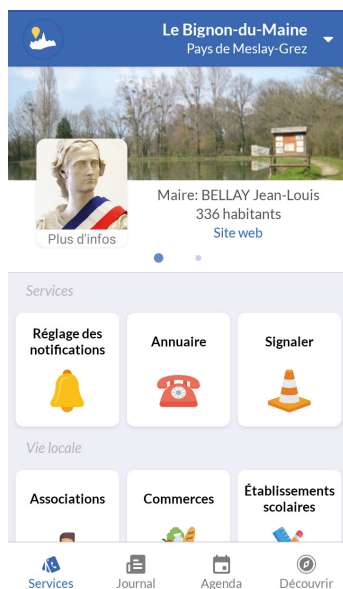 Le Bignon-du-Maine
Pays de Meslay-Grez
Maire: BELLAY Jean-Louis
336 habitants
Site web
Plus d'infos
Services
Réglage des
notifications
Annuaire
Signaler
Vie locale
Associations
Commerces
Établissements
scolaires
Services
Journal
Agenda
Découvrir